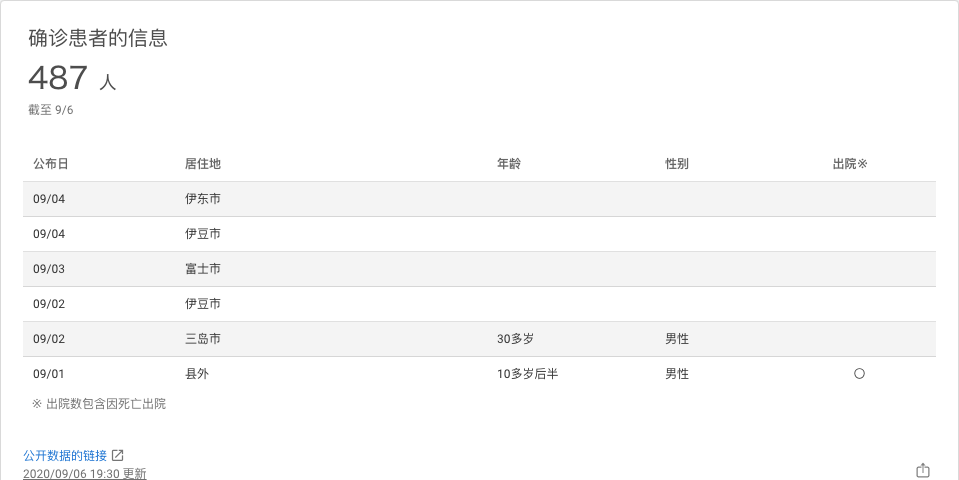 确诊患者的信息
487 人
截至 9/6
公布日 居住地 年龄 性别 出院※
09/04 伊东市
09/04 伊豆市
09/03 富士市
09/02 伊豆市
09/02 三岛市 30多岁 男性
09/01 县外 10多岁后半 男性 〇
※ 出院数包含因死亡出院
公开数据的链接
2020/09/06 19:30 更新